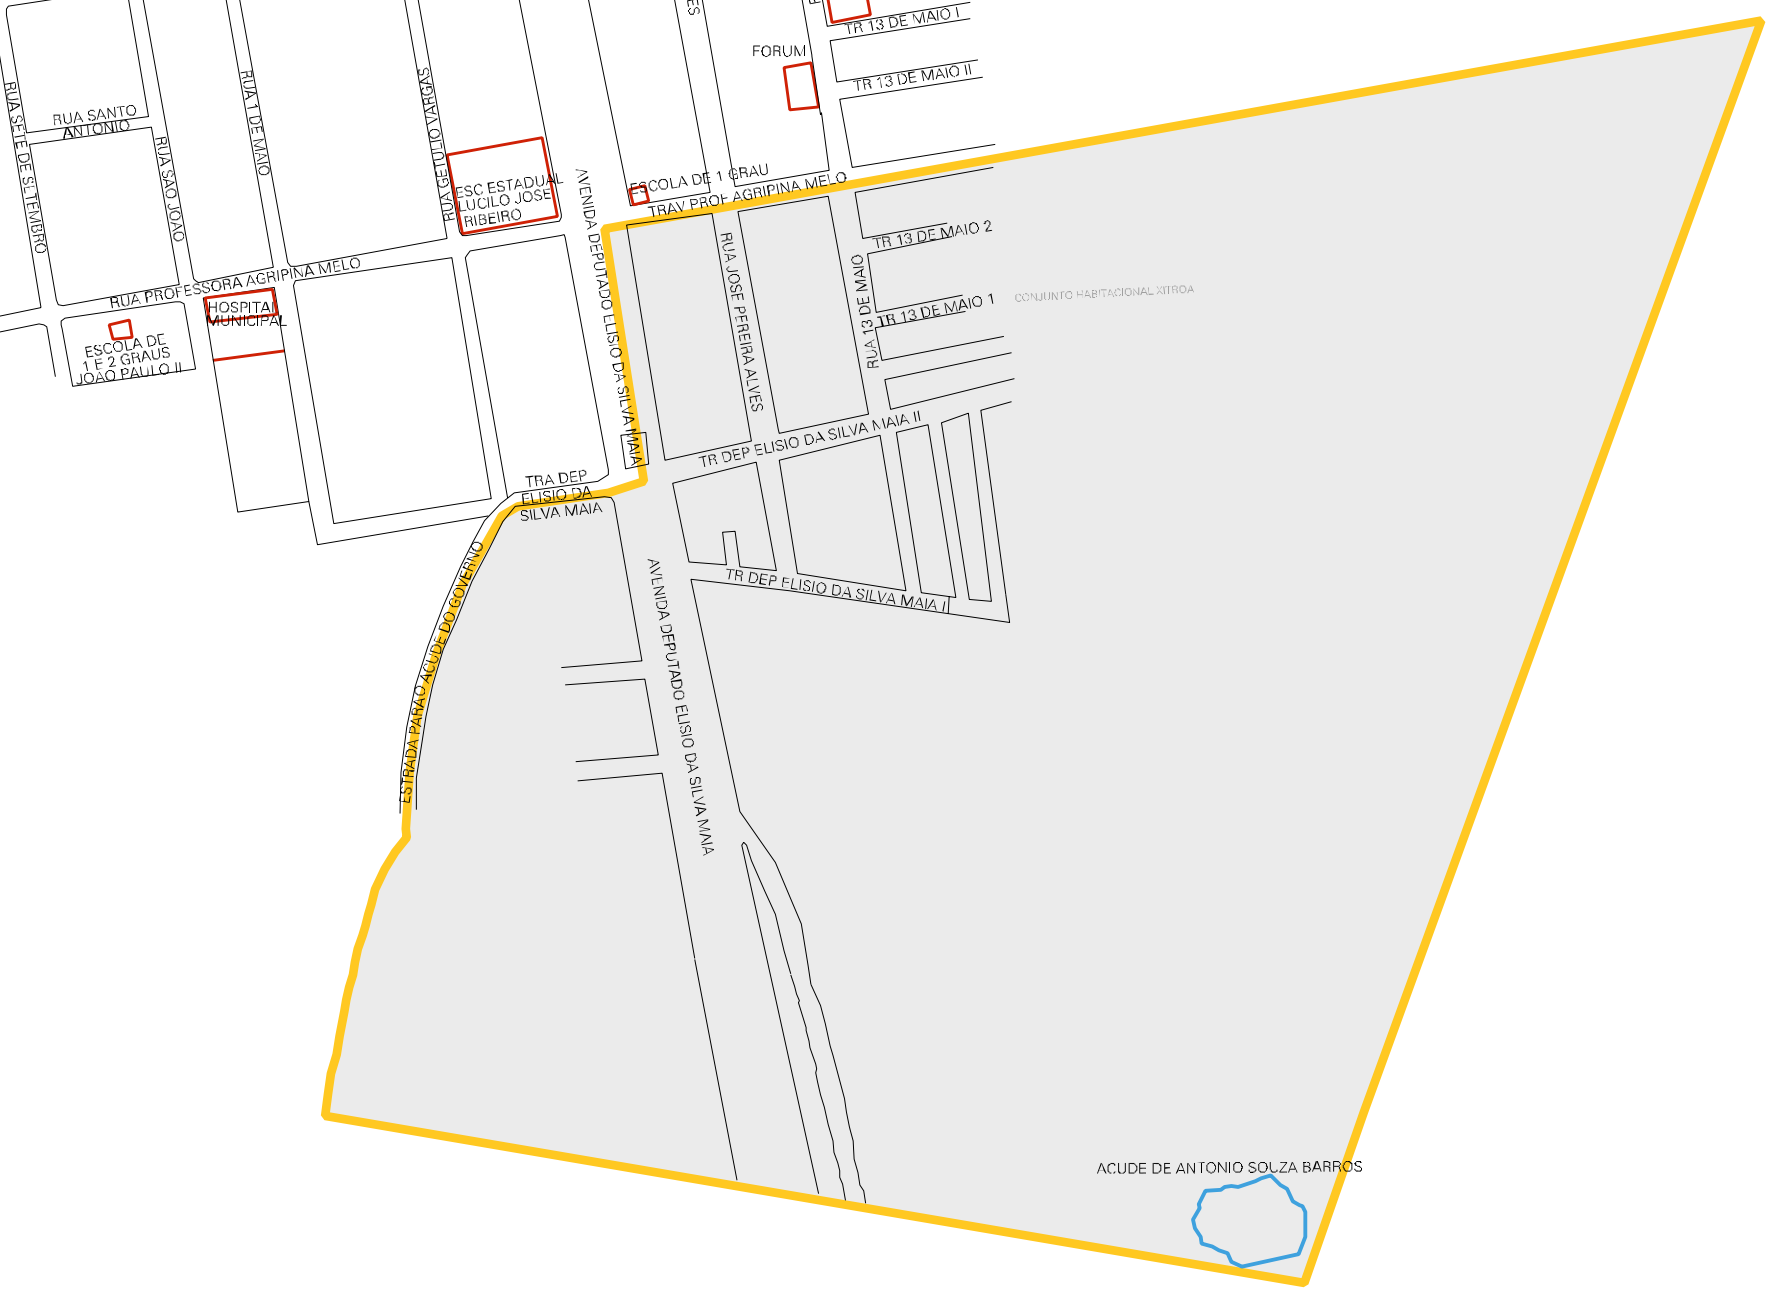 ES
TR 13 DE MAIO I
FORUM
TR 13 DE MAIO II
RUA SETE DE SETEMBRO
RUA SANTO
ANTONIO
RUA SAO JOAO
RUA 1 DE MAIO
RUA GETULIO VARGAS
ESC ESTADUAL
LUCILO JOSE
RIBEIRO
AVENIDA DEPUTADO ELISIO DA SILVA MAIA
ESCOLA DE 1 GRAU
TRAV PROF AGRIPINA MELO
RUA PROFESSORA AGRIPINA MELO
HOSPITAL
MUNICIPAL
ESCOLA DE
1 E 2 GRAUS
JOAO PAULO II
RUA JOSE PEREIRA ALVES
RUA 13 DE MAIO
TR 13 DE MAIO 2
TR 13 DE MAIO 1
CONJUNTO HABITACIONAL XITROA
TR DEP ELISIO DA SILVA MAIA II
TRA DEP
ELISIO DA
SILVA MAIA
TR DEP ELISIO DA SILVA MAIA I
ESTRADA PARAO ACUDE DO GOVERNO
AVENIDA DEPUTADO ELISIO DA SILVA MAIA
ACUDE DE ANTONIO SOUZA BARROS